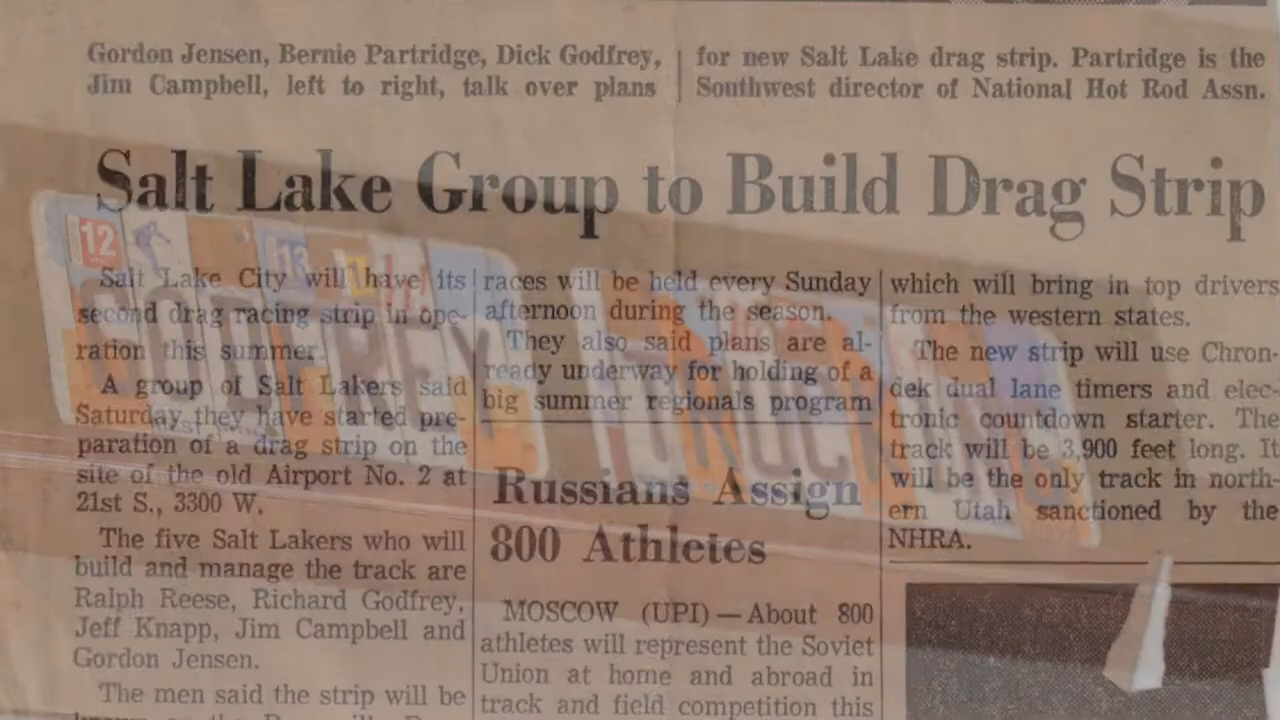 Gordon Jensen, Bernie Partridge, Dick Godfrey,
Jim Campbell, left to right, talk over plans
for new Salt Lake drag strip. Partridge is the
Southwest director of National Hot Rod Assn.
Salt Lake Group to Build Drag Strip
Salt Lake City will have its
second drag racing strip in ope-
ration this summer.
A group of Salt Lakers said
Saturday they have started pre-
paration of a drag strip on the
site of the old Airport No. 2 at
21st S., 3300 W.
The five Salt Lakers who will
build and manage the track are
Ralph Reese, Richard Godfrey,
Jeff Knapp, Jim Campbell and
Gordon Jensen.
The men said the strip will be
races will be held every Sunday
afternoon during the season.
They also said plans are al-
ready underway for holding of a
big summer regionals program
which will bring in top drivers
from the western states.
The new strip will use Chron-
dek dual lane timers and elec-
tronic countdown starter. The
track will be 3,900 feet long. It
will be the only track in north-
ern Utah sanctioned by the
NHRA.
Russians Assign
800 Athletes
MOSCOW (UPI) — About 800
athletes will represent the Soviet
Union at home and abroad in
track and field competition this
12
13
GODFREY TRUCKING